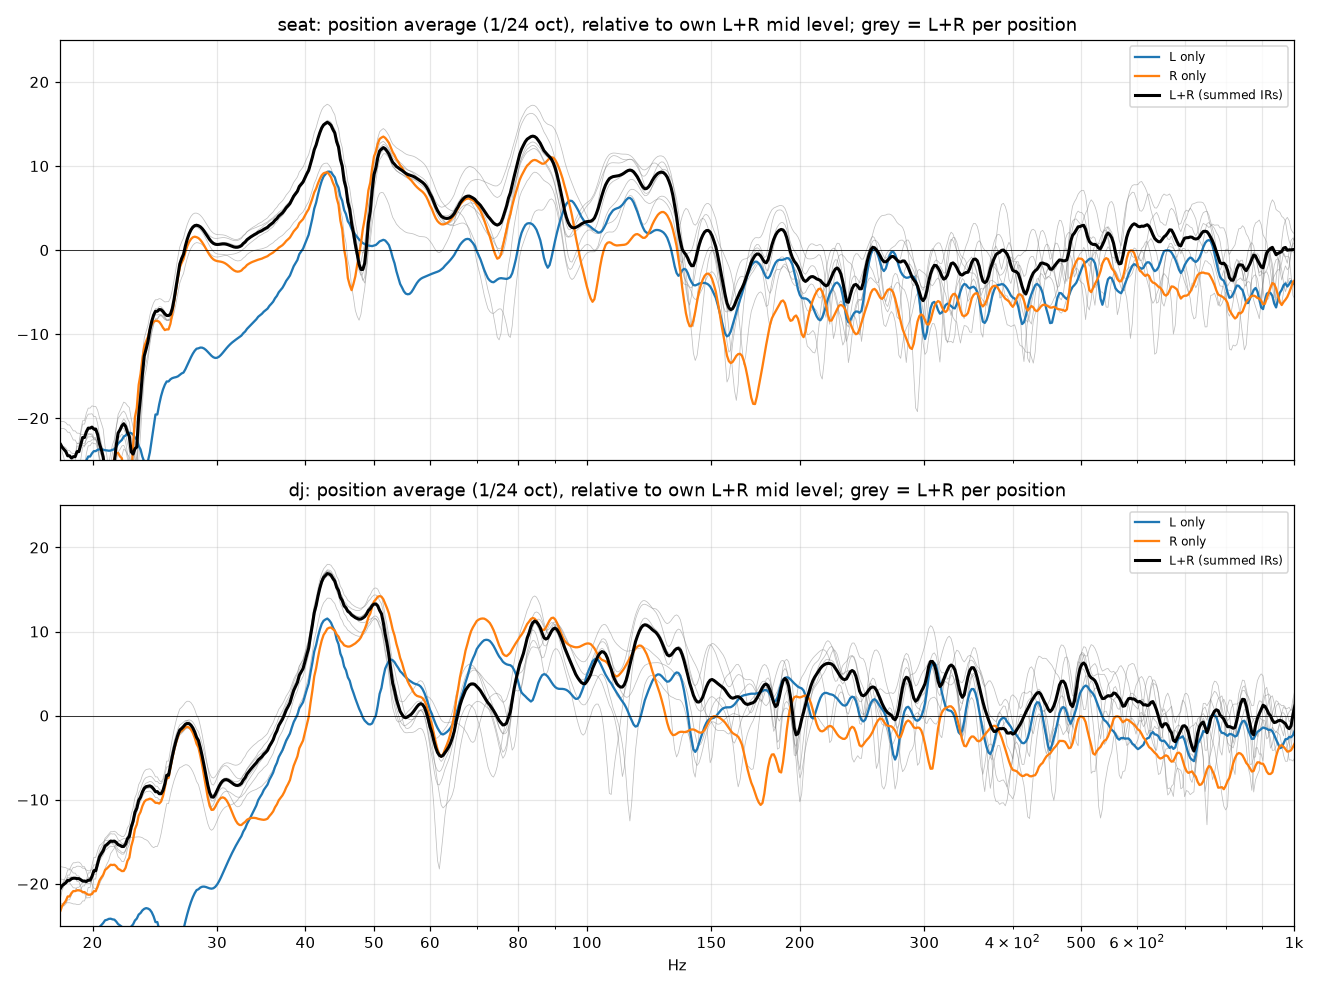 seat: position average (1/24 oct), relative to own L+R mid level; grey = L+R per position
L only
R only
L+R (summed IRs)
20
10
0
−10
−20
dj: position average (1/24 oct), relative to own L+R mid level; grey = L+R per position
L only
R only
L+R (summed IRs)
20
10
0
−10
−20
20 30 40 50 60 80 100 150 200 300 4 × 10² 500 6 × 10² 1k
Hz